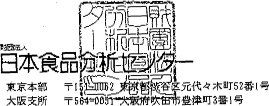 財団法人
日本食品分析センター
東京本部 〒151-0062 東京都渋谷区元代々木町52番1号
大阪支所 〒564-0051 大阪府吹田市豊津町3番1号